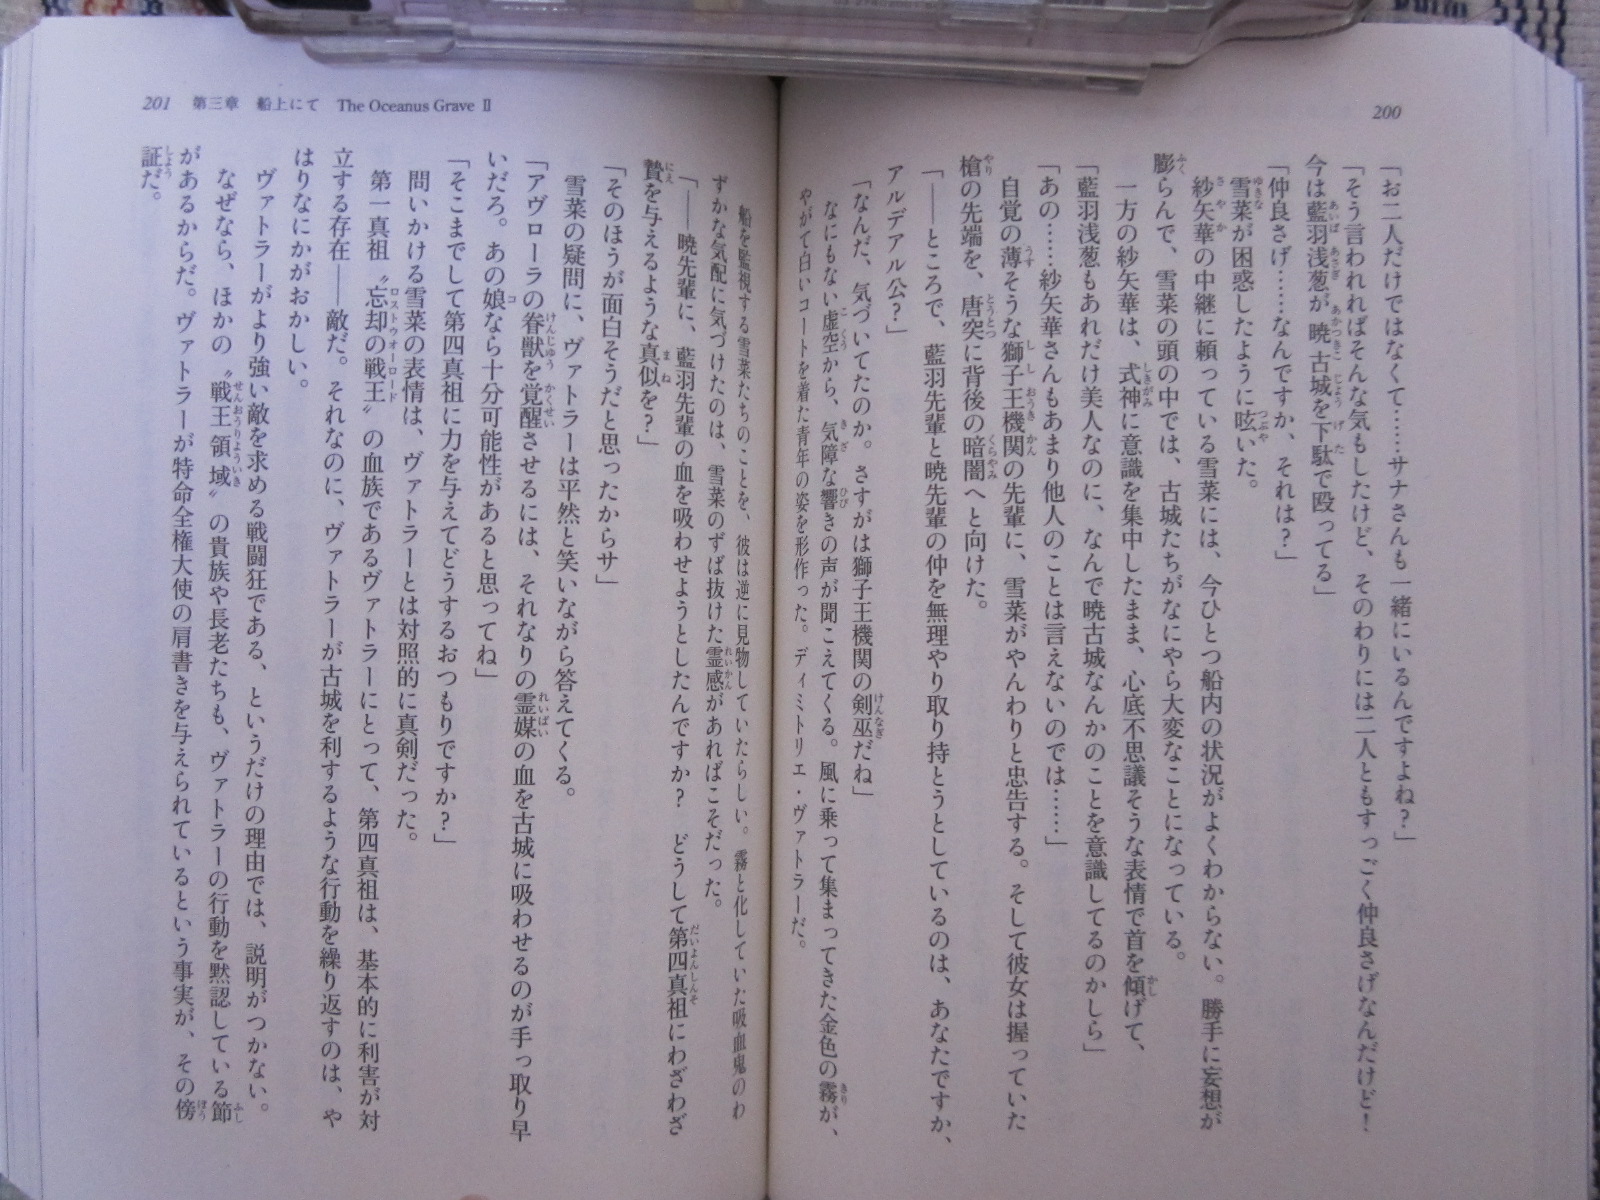 200
「お二人だけではなくて……サナさんも一緒にいるんですよね？」
「そう言われればそんな気もしたけど、そのわりには二人ともすっごく仲良さげなんだけど！
今は藍羽浅葱が暁古城を下駄で殴ってる」
「仲良さげ……なんですか、それは？」
雪菜が困惑したように呟いた。
紗矢華の中継に頼っている雪菜には、今ひとつ船内の状況がよくわからない。勝手に妄想が
膨らんで、雪菜の頭の中では、古城たちがなにやら大変なことになっている。
一方の紗矢華は、式神に意識を集中したまま、心底不思議そうな表情で首を傾げて、
「藍羽浅葱もあれだけ美人なのに、なんで暁古城なんかのことを意識してるのかしら」
「あの……紗矢華さんもあまり他人のことは言えないのでは……」
自覚の薄そうな獅子王機関の先輩に、雪菜がやんわりと忠告する。そして彼女は握っていた
槍の先端を、唐突に背後の暗闇へと向けた。
「──ところで、藍羽先輩と暁先輩の仲を無理やり取り持とうとしているのは、あなたですか、
アルデアル公？」
「なんだ、気づいてたのか。さすがは獅子王機関の剣巫だね」
なにもない虚空から、気障な響きの声が聞こえてくる。風に乗って集まってきた金色の霧が、
やがて白いコートを着た青年の姿を形作った。ディミトリエ・ヴァトラーだ。
201　第三章　船上にて　The Oceanus Grave Ⅱ
船を監視する雪菜たちのことを、彼は逆に見物していたらしい。霧と化していた吸血鬼のわ
ずかな気配に気づけたのは、雪菜のずば抜けた霊感があればこそだった。
「──暁先輩に、藍羽先輩の血を吸わせようとしたんですか？　どうして第四真祖にわざわざ
贄を与えるような真似を？」
「そのほうが面白そうだと思ったからサ」
雪菜の疑問に、ヴァトラーは平然と笑いながら答えてくる。
「アヴローラの眷獣を覚醒させるには、それなりの霊媒の血を古城に吸わせるのが手っ取り早
いだろ。あの娘なら十分可能性があると思ってね」
「そこまでして第四真祖に力を与えてどうするおつもりですか？」
問いかける雪菜の表情は、ヴァトラーとは対照的に真剣だった。
第一真祖〝忘却の戦王〟の血族であるヴァトラーにとって、第四真祖は、基本的に利害が対
立する存在──敵だ。それなのに、ヴァトラーが古城を利するような行動を繰り返すのは、や
はりなにかがおかしい。
ヴァトラーがより強い敵を求める戦闘狂である、というだけの理由では、説明がつかない。
なぜなら、ほかの〝戦王領域〟の貴族や長老たちも、ヴァトラーの行動を黙認している節
があるからだ。ヴァトラーが特命全権大使の肩書きを与えられているという事実が、その傍
証だ。